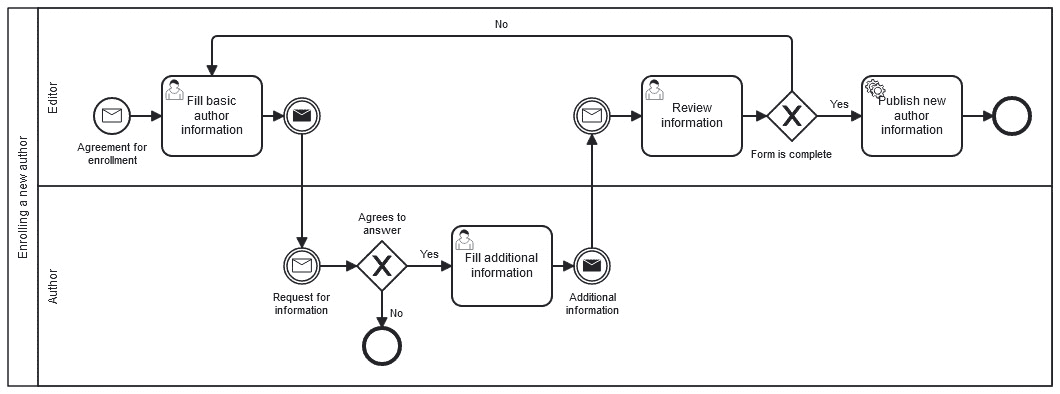 No
Enrolling a new author
Editor
Agreement for
enrollment
Fill basic
author
information
Review
information
Form is complete
Yes
Publish new
author
information
Author
Request for
information
Agrees to
answer
Yes
No
Fill additional
information
Additional
information